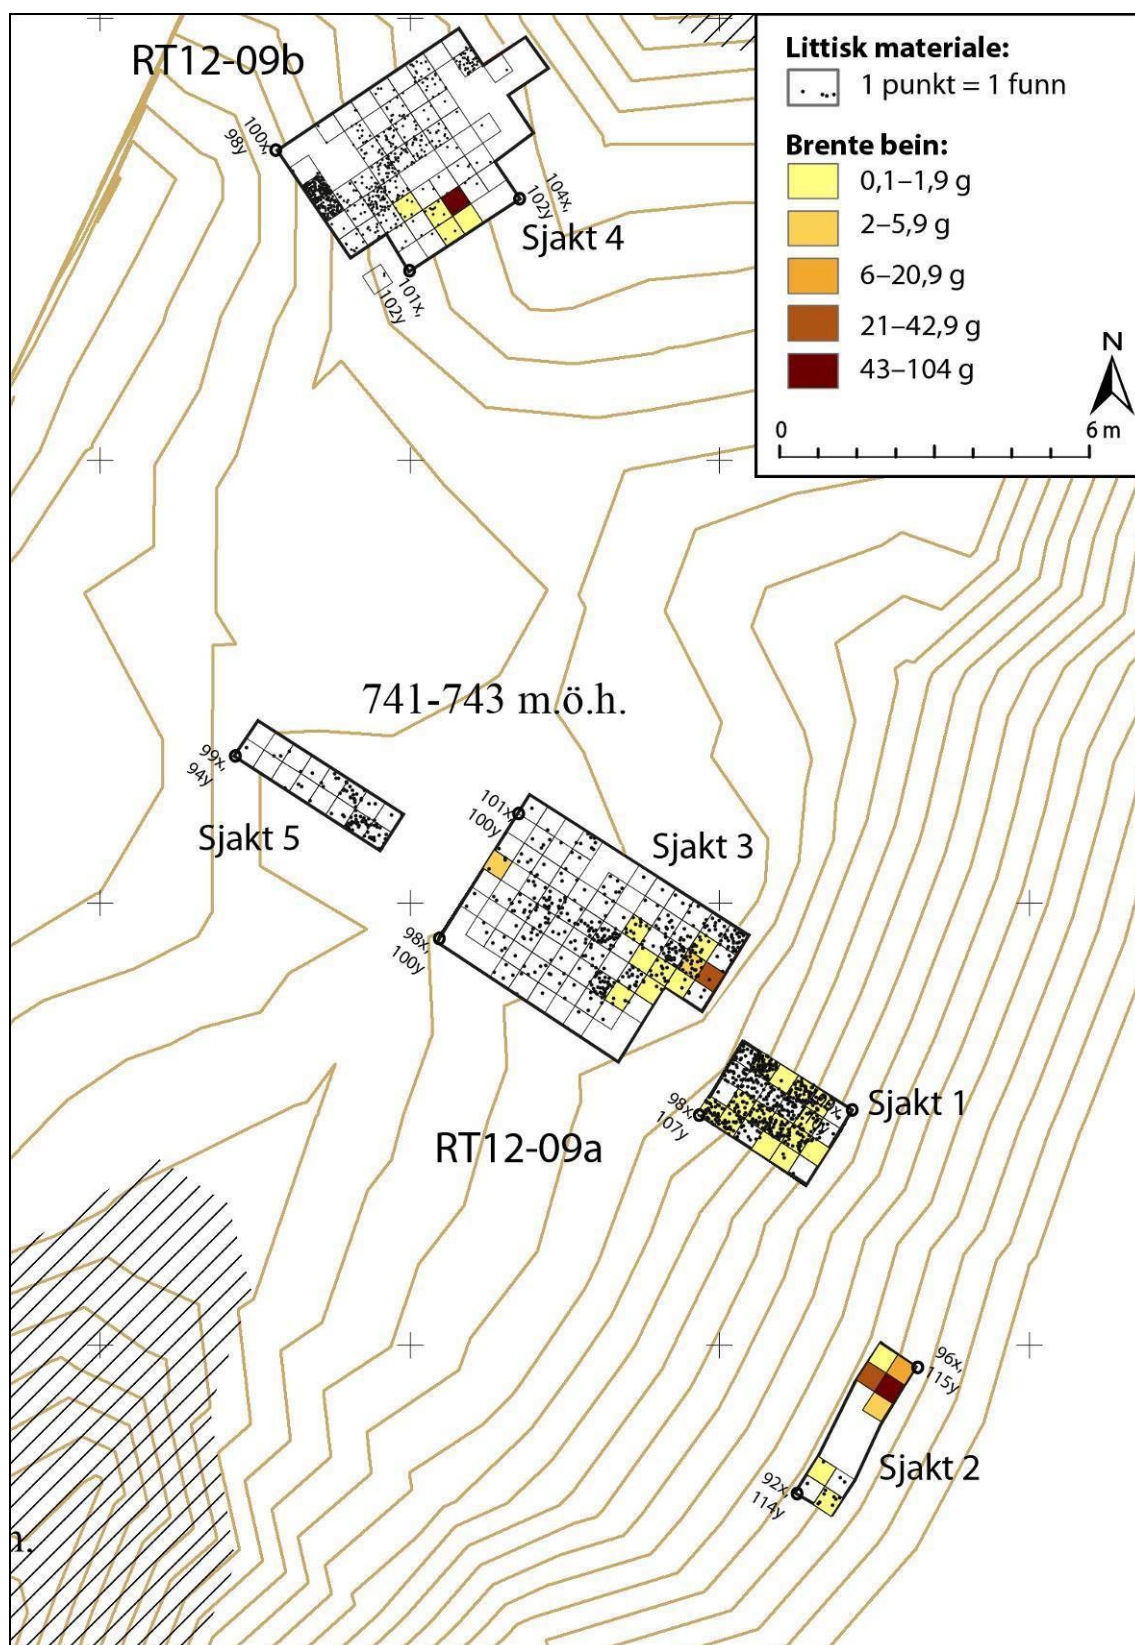 RT12-09b
100x,
98y
104x,
102y
Sjakt 4
101x,
102y
Littisk materiale:
1 punkt = 1 funn
Brente bein:
0,1–1,9 g
2–5,9 g
6–20,9 g
21–42,9 g
43–104 g
N
0 6 m
741-743 m.ö.h.
99x,
94y
Sjakt 5
101x,
100y
Sjakt 3
98x,
100y
98x,
107y
Sjakt 1
RT12-09a
96x,
115y
Sjakt 2
92x,
114y